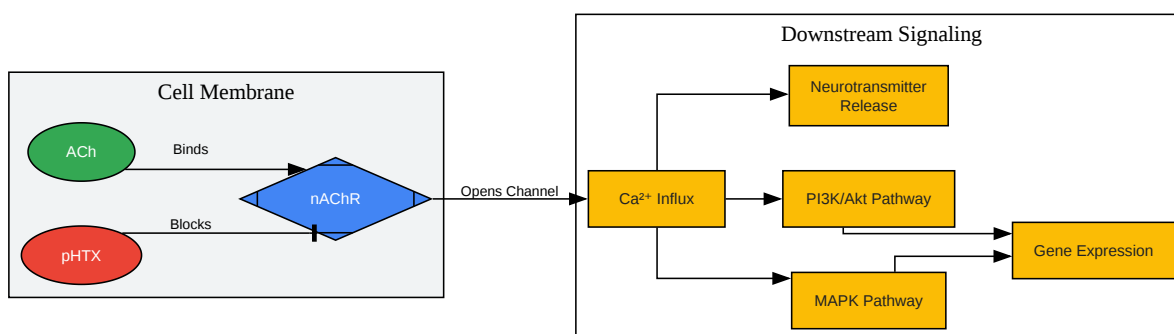 Downstream Signaling
Cell Membrane
Neurotransmitter
Release
ACh
Binds
nAChR
Opens Channel
Ca²⁺ Influx
PI3K/Akt Pathway
Blocks
pHTX
Gene Expression
MAPK Pathway